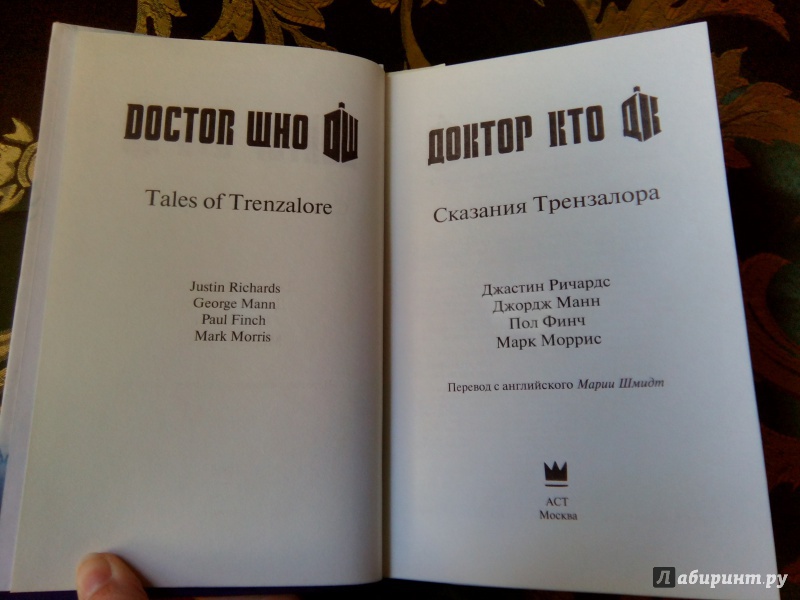 DOCTOR WHO DW
Tales of Trenzalore
Justin Richards
George Mann
Paul Finch
Mark Morris
ДОКТОР КТО ДК
Сказания Трензалора
Джастин Ричардс
Джордж Манн
Пол Финч
Марк Моррис
Перевод с английского Марии Шмидт
АСТ
Москва
Лабиринт.ру